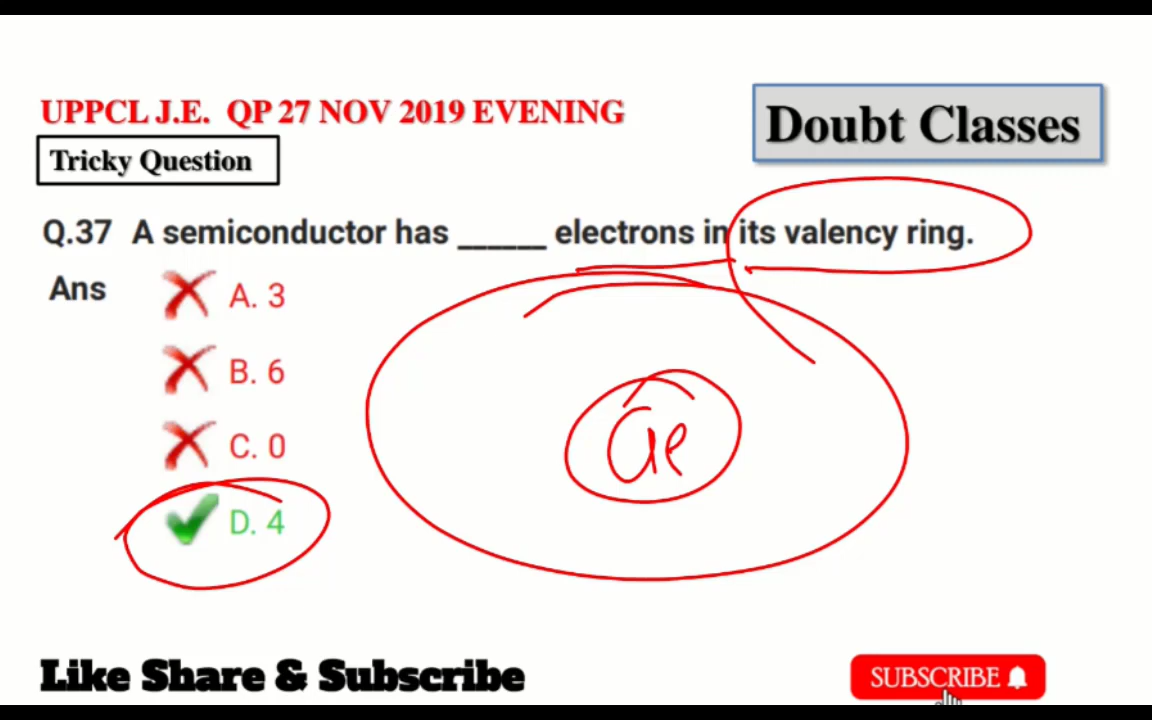 UPPCL J.E. QP 27 NOV 2019 EVENING
Doubt Classes
Tricky Question
Q.37 A semiconductor has ______ electrons in its valency ring.
Ans
A. 3
B. 6
C. 0
D. 4
Ge
Like Share & Subscribe
SUBSCRIBE